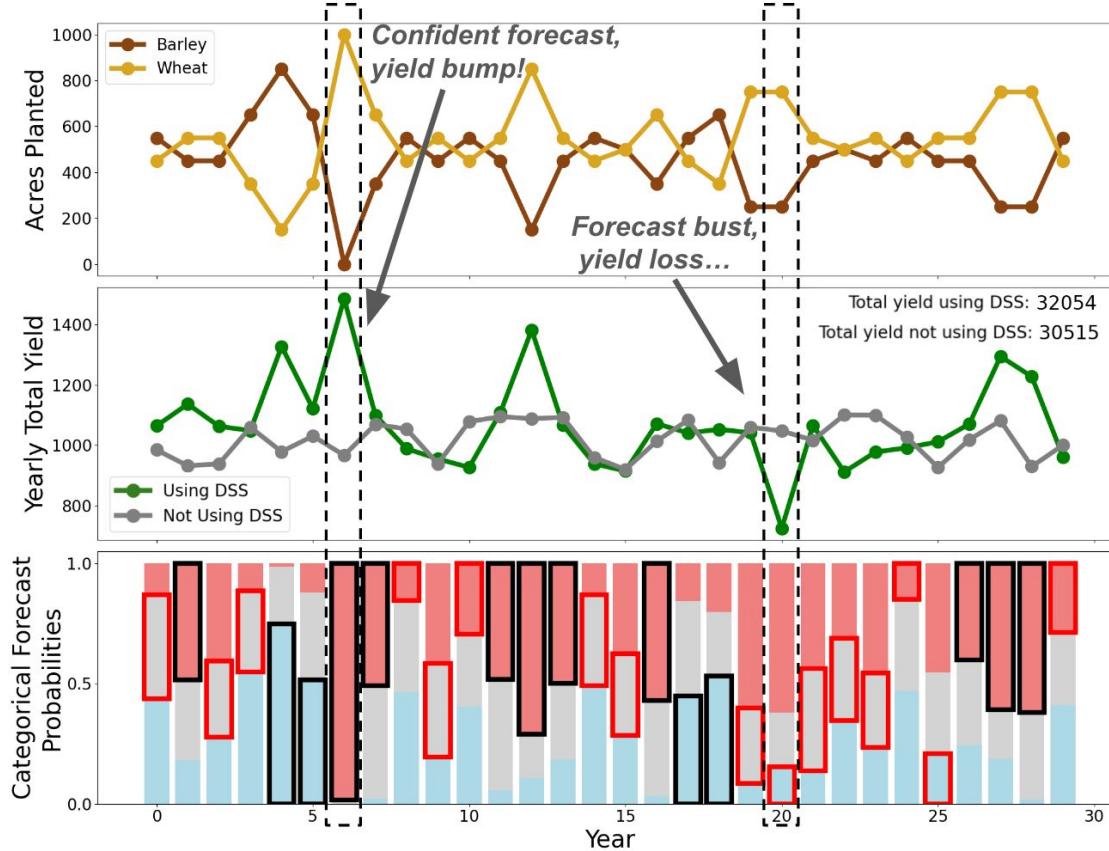 Confident forecast,
yield bump!
Acres Planted
1000
800
600
400
200
0
Barley
Wheat
Forecast bust,
yield loss…
Yearly Total Yield
1400
1200
1000
800
Total yield using DSS: 32054
Total yield not using DSS: 30515
Using DSS
Not Using DSS
Categorical Forecast
Probabilities
1.0
0.5
0.0
0 5 10 15 20 25 30
Year